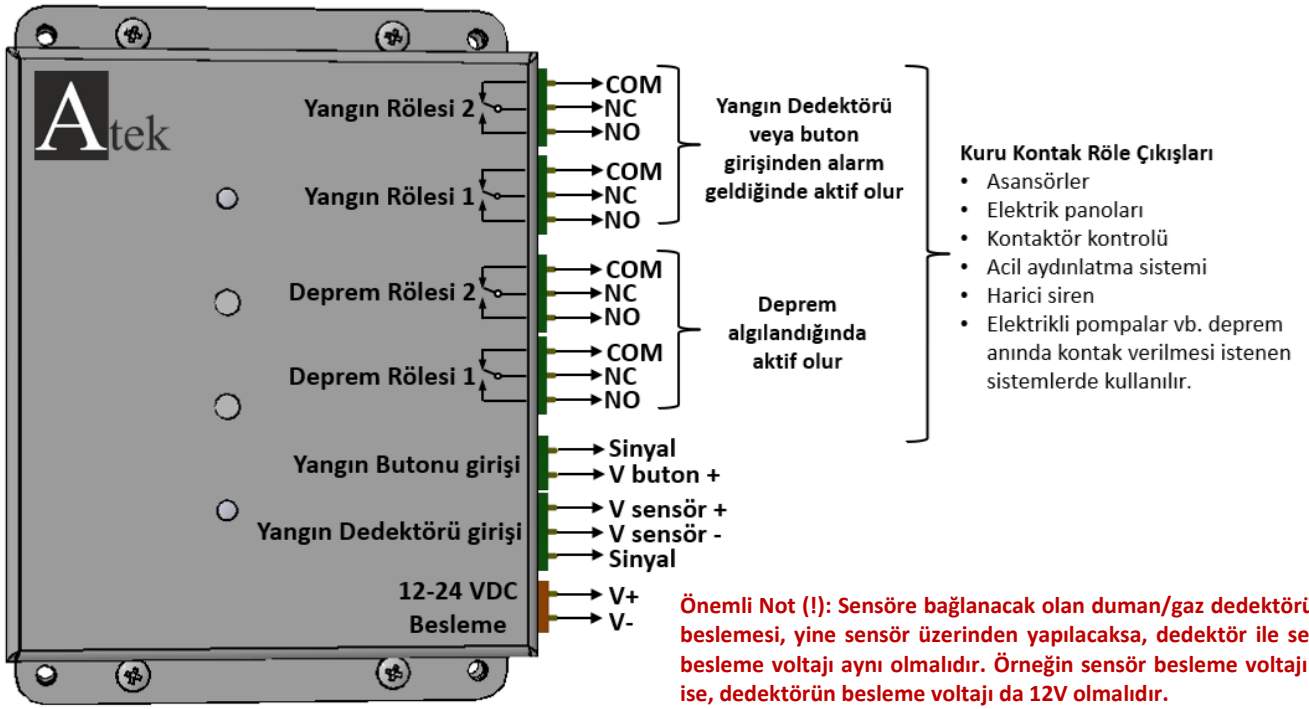 Atek
Yangın Rölesi 2
COM
NC
NO
Yangın Rölesi 1
COM
NC
NO
Yangın Dedektörü
veya buton
girişinden alarm
geldiğinde aktif olur
Deprem Rölesi 2
COM
NC
NO
Deprem Rölesi 1
COM
NC
NO
Deprem
algılandığında
aktif olur
Kuru Kontak Röle Çıkışları
• Asansörler
• Elektrik panoları
• Kontaktör kontrolü
• Acil aydınlatma sistemi
• Harici siren
• Elektrikli pompalar vb. deprem
anında kontak verilmesi istenen
sistemlerde kullanılır.
Yangın Butonu girişi
Sinyal
V buton +
Yangın Dedektörü girişi
V sensör +
V sensör -
Sinyal
12-24 VDC
Besleme
V+
V-
Önemli Not (!): Sensöre bağlanacak olan duman/gaz dedektörü
beslemesi, yine sensör üzerinden yapılacaksa, dedektör ile se
besleme voltajı aynı olmalıdır. Örneğin sensör besleme voltajı
ise, dedektörün besleme voltajı da 12V olmalıdır.